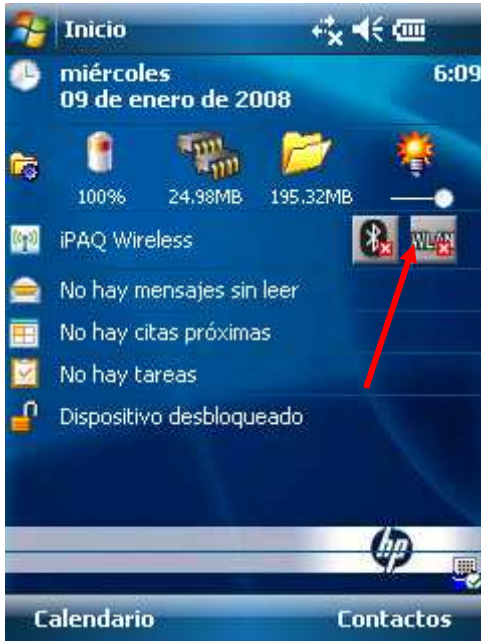 Inicio
miércoles 6:09
09 de enero de 2008
100% 24.98MB 195.32MB
iPAQ Wireless WLAN
No hay mensajes sin leer
No hay citas próximas
No hay tareas
Dispositivo desbloqueado
hp
Calendario Contactos